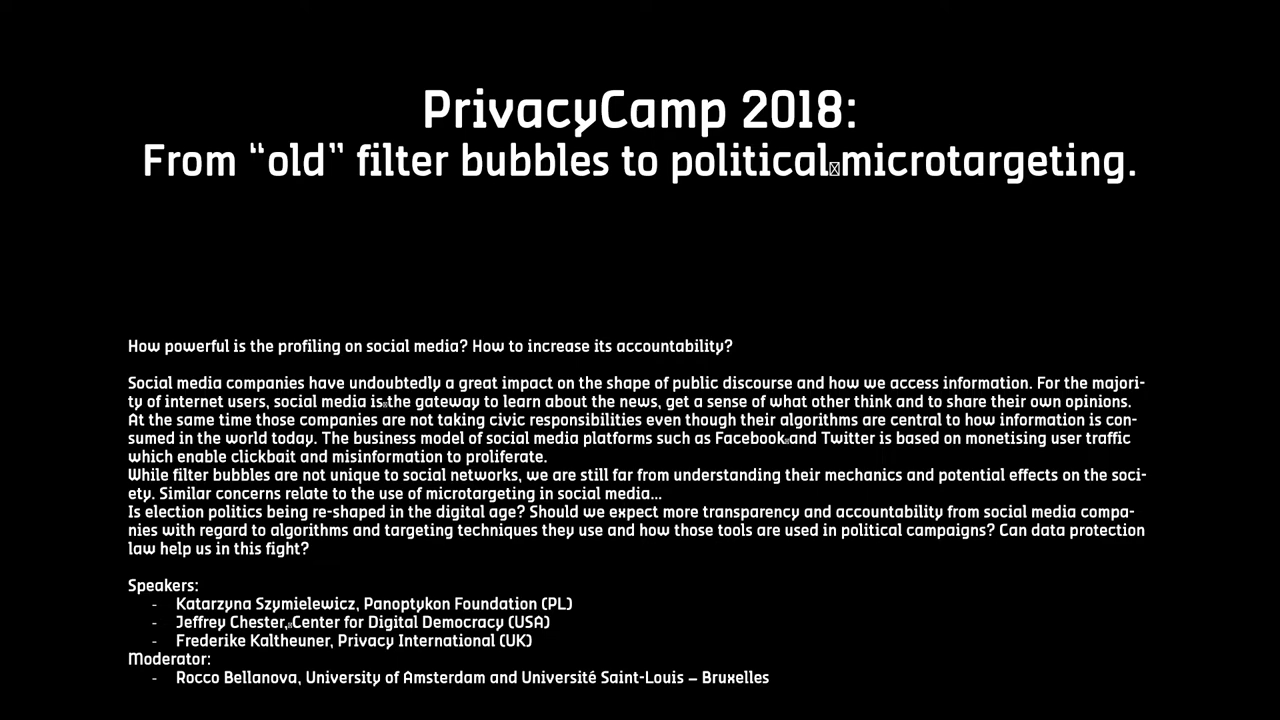 PrivacyCamp 2018:
From “old” filter bubbles to political microtargeting.
How powerful is the profiling on social media? How to increase its accountability?
Social media companies have undoubtedly a great impact on the shape of public discourse and how we access information. For the majori-
ty of internet users, social media is the gateway to learn about the news, get a sense of what other think and to share their own opinions.
At the same time those companies are not taking civic responsibilities even though their algorithms are central to how information is con-
sumed in the world today. The business model of social media platforms such as Facebook and Twitter is based on monetising user traffic
which enable clickbait and misinformation to proliferate.
While filter bubbles are not unique to social networks, we are still far from understanding their mechanics and potential effects on the soci-
ety. Similar concerns relate to the use of microtargeting in social media...
Is election politics being re-shaped in the digital age? Should we expect more transparency and accountability from social media compa-
nies with regard to algorithms and targeting techniques they use and how those tools are used in political campaigns? Can data protection
law help us in this fight?
Speakers:
- Katarzyna Szymielewicz, Panoptykon Foundation (PL)
- Jeffrey Chester, Center for Digital Democracy (USA)
- Frederike Kaltheuner, Privacy International (UK)
Moderator:
- Rocco Bellanova, University of Amsterdam and Université Saint-Louis – Bruxelles